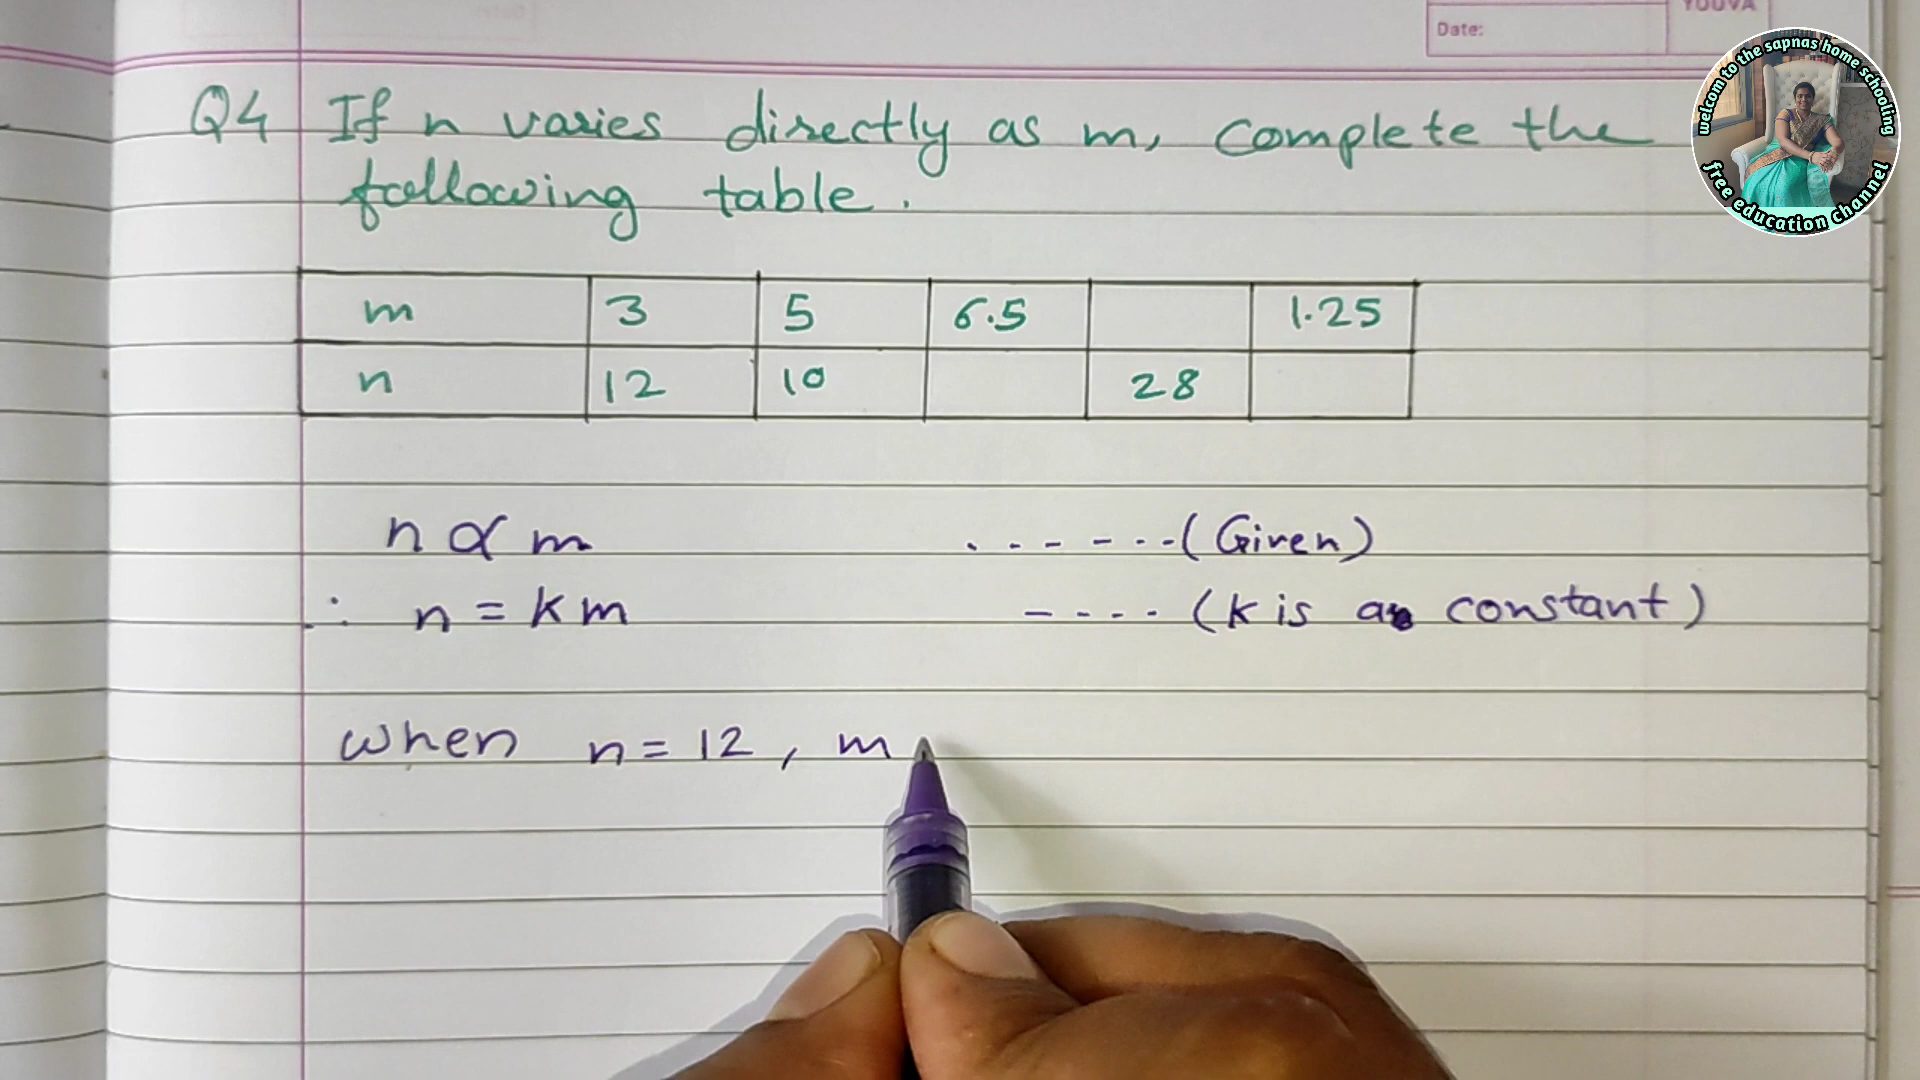 YOUVA
Date:
welcom to the sapnas home schooling
free education channel
Q4 If n varies directly as m, complete the
following table.
m 3 5 6.5 1.25
n 12 10 28
n ∝ m ......(Given)
∴ n = km ---- (k is a constant)
when n = 12, m